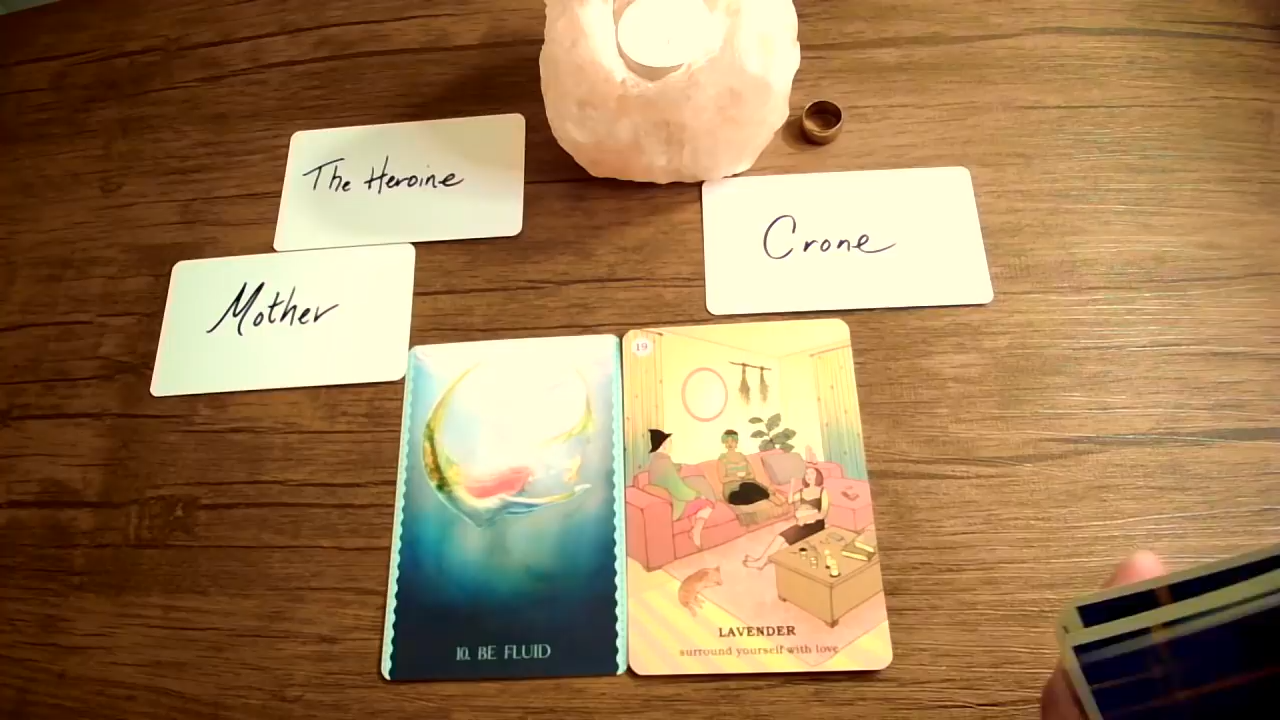 The Heroine
Mother
Crone
10. BE FLUID
19
LAVENDER
surround yourself with love